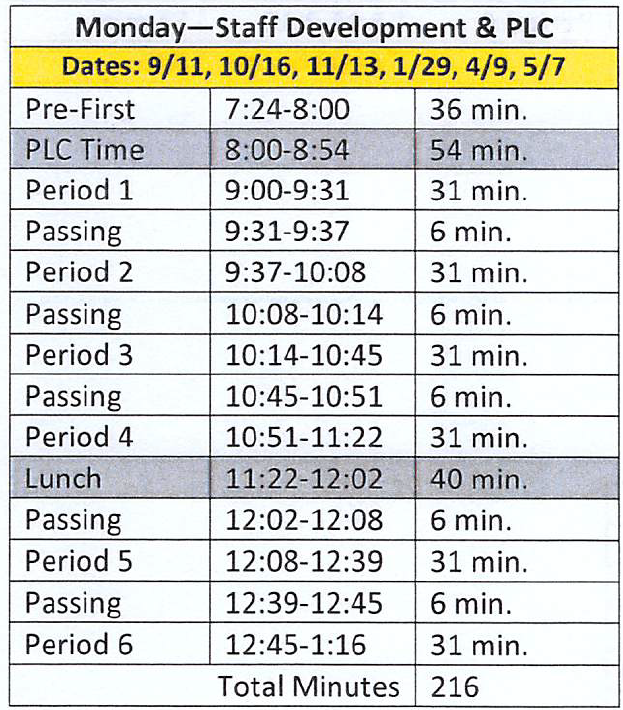 Monday—Staff Development & PLC
Dates: 9/11, 10/16, 11/13, 1/29, 4/9, 5/7
Pre-First 7:24-8:00 36 min.
PLC Time 8:00-8:54 54 min.
Period 1 9:00-9:31 31 min.
Passing 9:31-9:37 6 min.
Period 2 9:37-10:08 31 min.
Passing 10:08-10:14 6 min.
Period 3 10:14-10:45 31 min.
Passing 10:45-10:51 6 min.
Period 4 10:51-11:22 31 min.
Lunch 11:22-12:02 40 min.
Passing 12:02-12:08 6 min.
Period 5 12:08-12:39 31 min.
Passing 12:39-12:45 6 min.
Period 6 12:45-1:16 31 min.
Total Minutes 216